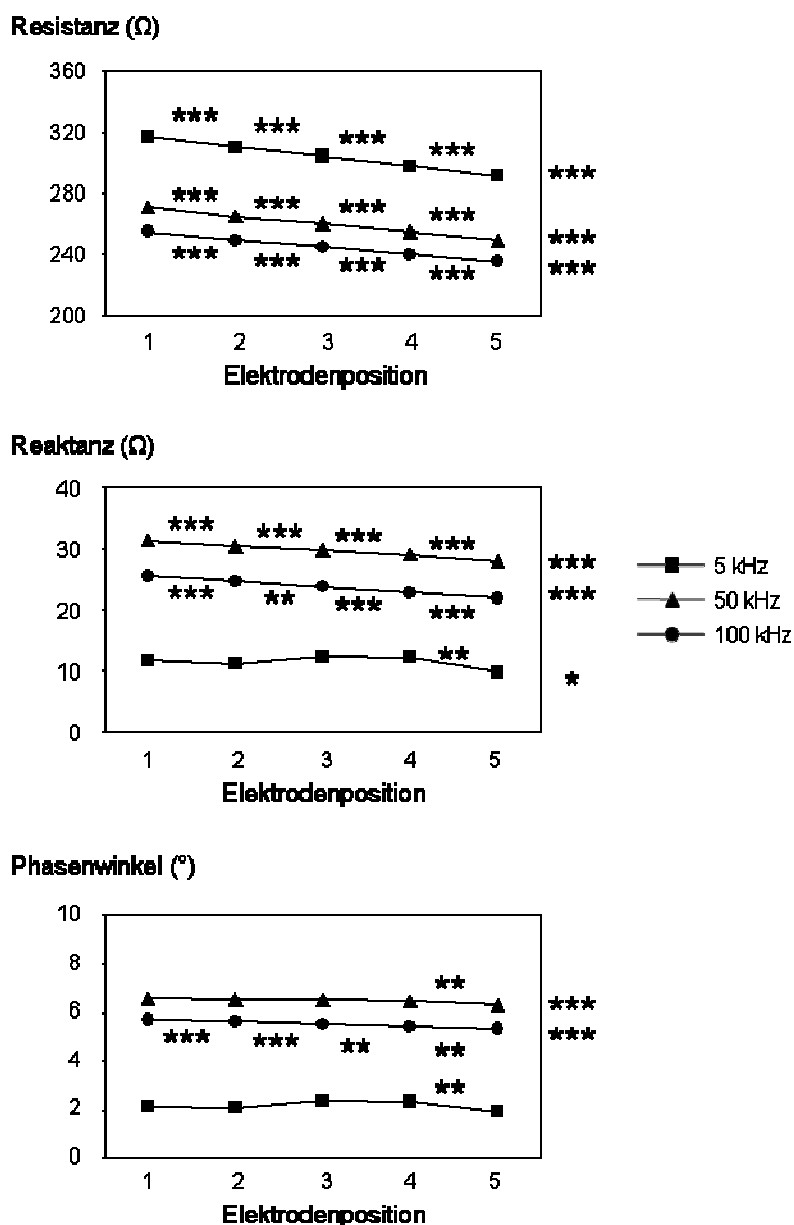 Resistanz (Ω)
360
*** *** *** ***
320
***
280
*** *** *** ***
***
240
*** *** *** ***
***
200
1 2 3 4 5
Elektrodenposition
Reaktanz (Ω)
40
*** *** *** ***
30
***
5 kHz
*** ** *** ***
***
50 kHz
20
100 kHz
10
**
*
0
1 2 3 4 5
Elektrodenposition
Phasenwinkel (°)
10
8
**
6
***
*** *** ** **
***
4
**
2
0
1 2 3 4 5
Elektrodenposition